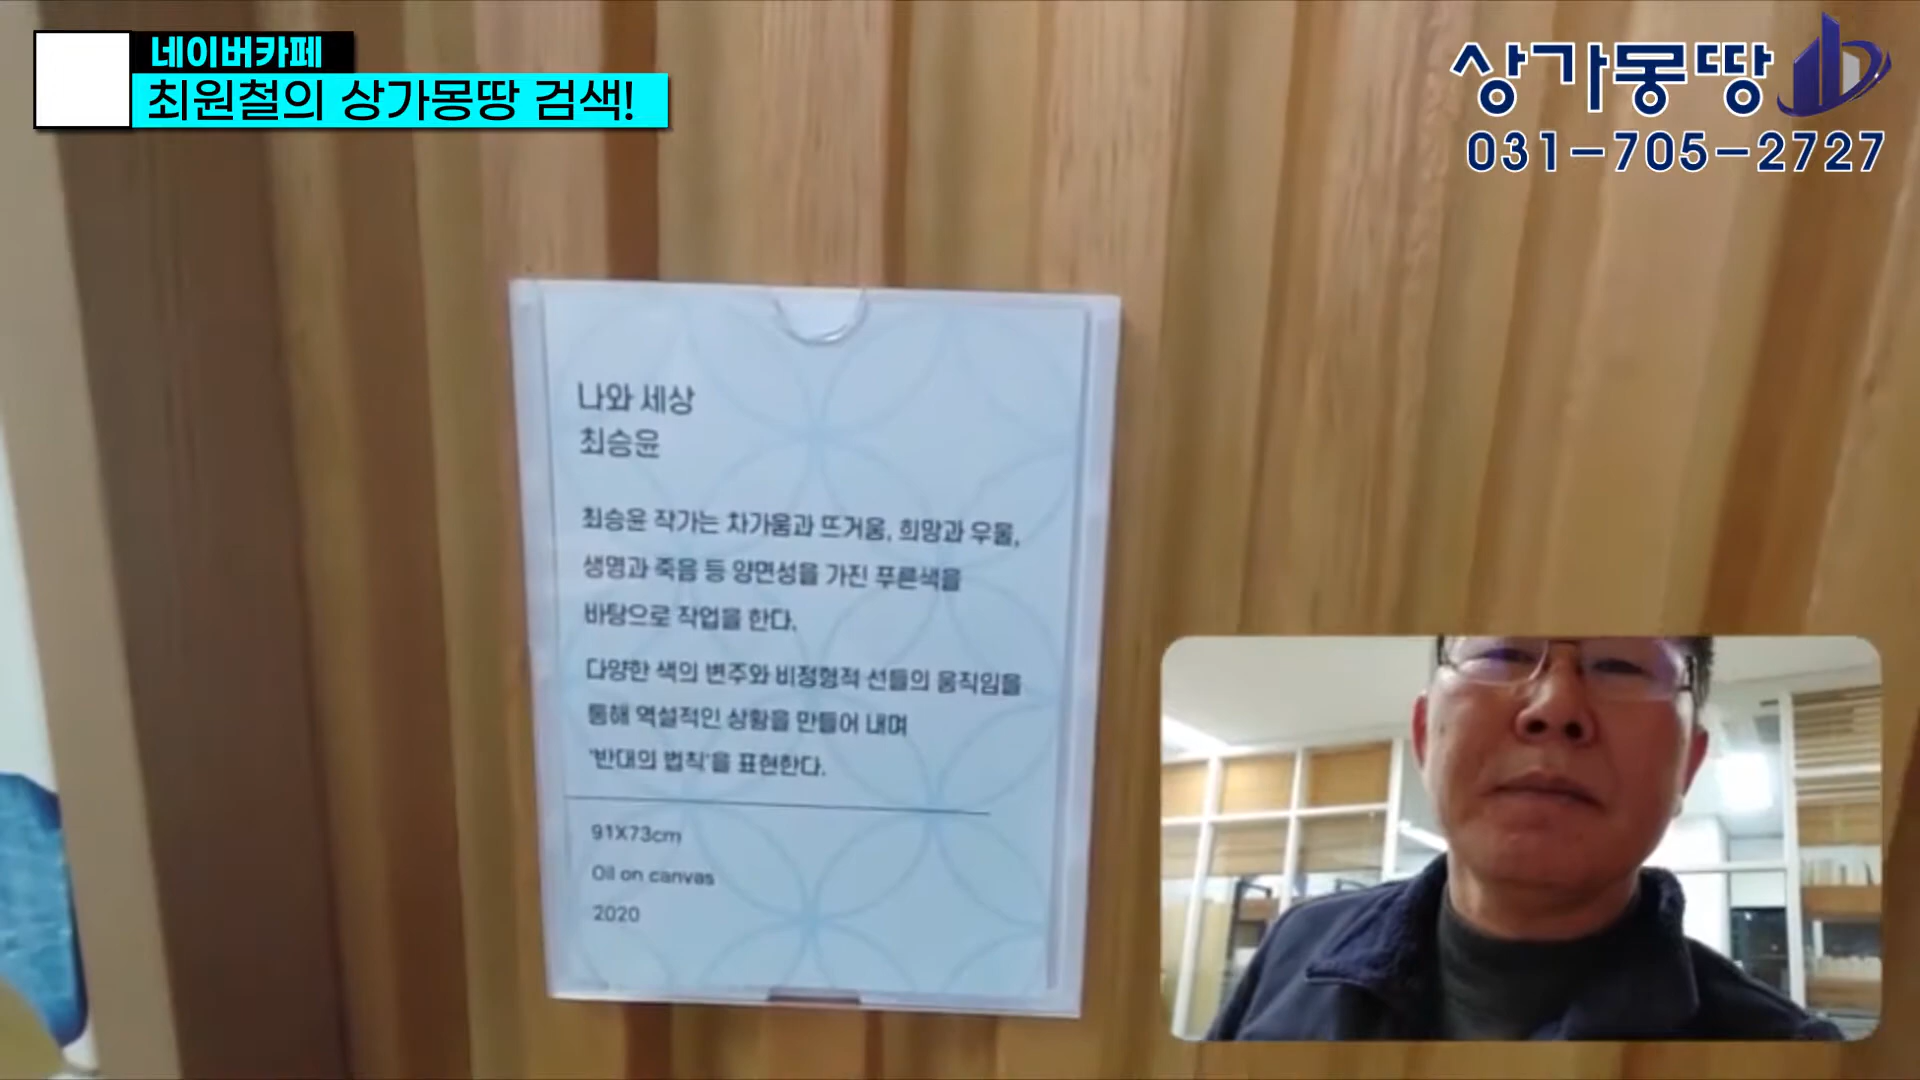 네이버카페
최원철의 상가몽땅 검색!
상가몽땅
031-705-2727
나와 세상
최승윤
최승윤 작가는 차가움과 뜨거움, 희망과 우울,
생명과 죽음 등 양면성을 가진 푸른색을
바탕으로 작업을 한다.
다양한 색의 변주와 비정형적 선들의 움직임을
통해 역설적인 상황을 만들어 내며
'반대의 법칙'을 표현한다.
91X73cm
Oil on canvas
2020